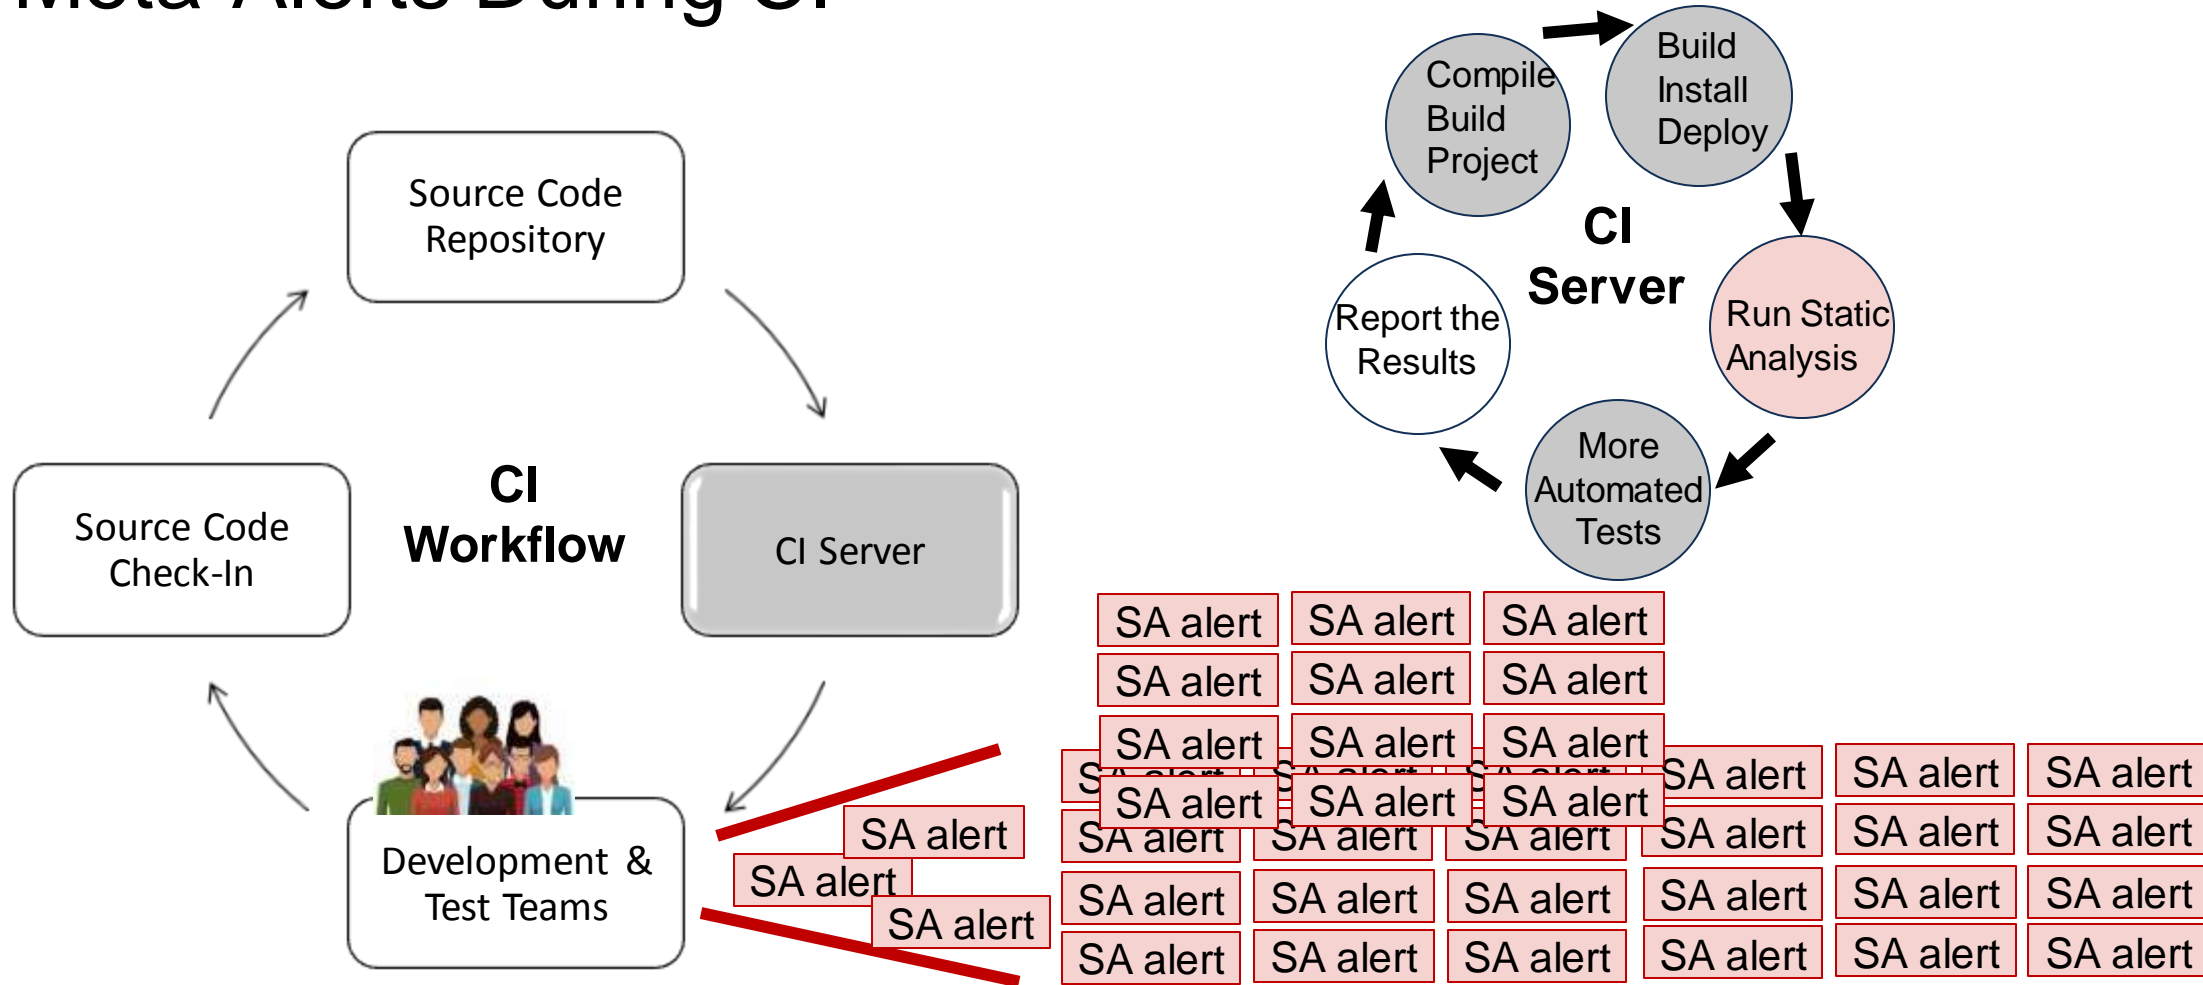 Meta-Alerts During CI
Source Code
Repository
CI
Workflow
Source Code
Check-In
CI Server
Development &
Test Teams
Compile
Build
Project
Build
Install
Deploy
CI
Server
Run Static
Analysis
More
Automated
Tests
Report the
Results
SA alert SA alert SA alert
SA alert SA alert SA alert
SA alert SA alert SA alert
SA alert SA alert SA alert
SA alert SA alert SA alert
SA alert
SA alert
SA alert
SA alert SA alert SA alert SA alert SA alert SA alert
SA alert SA alert SA alert SA alert SA alert SA alert
SA alert SA alert SA alert SA alert SA alert SA alert